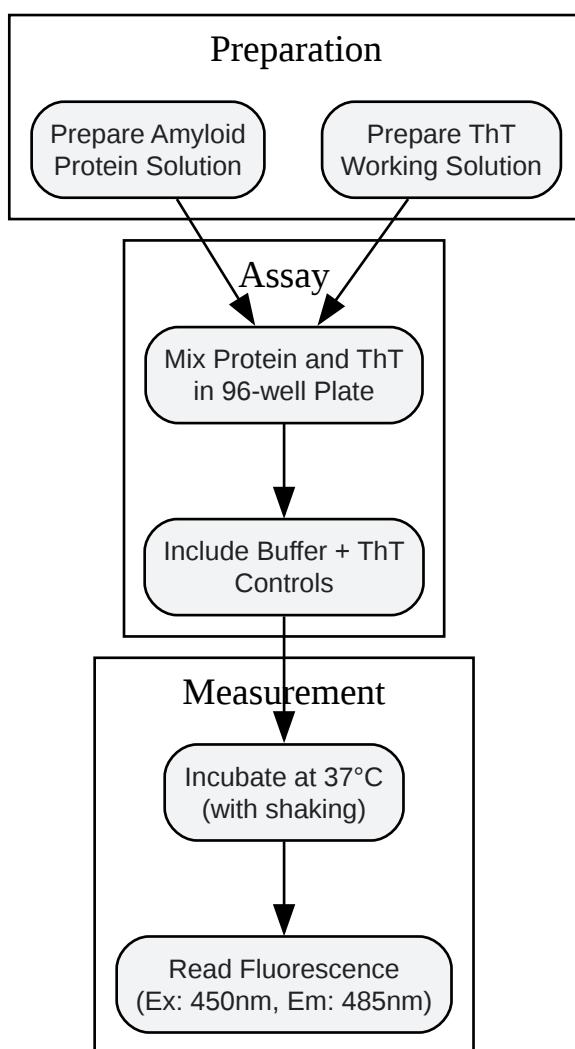 Preparation
Prepare Amyloid
Protein Solution
Prepare ThT
Working Solution
Assay
Mix Protein and ThT
in 96-well Plate
Include Buffer + ThT
Controls
Measurement
Incubate at 37°C
(with shaking)
Read Fluorescence
(Ex: 450nm, Em: 485nm)